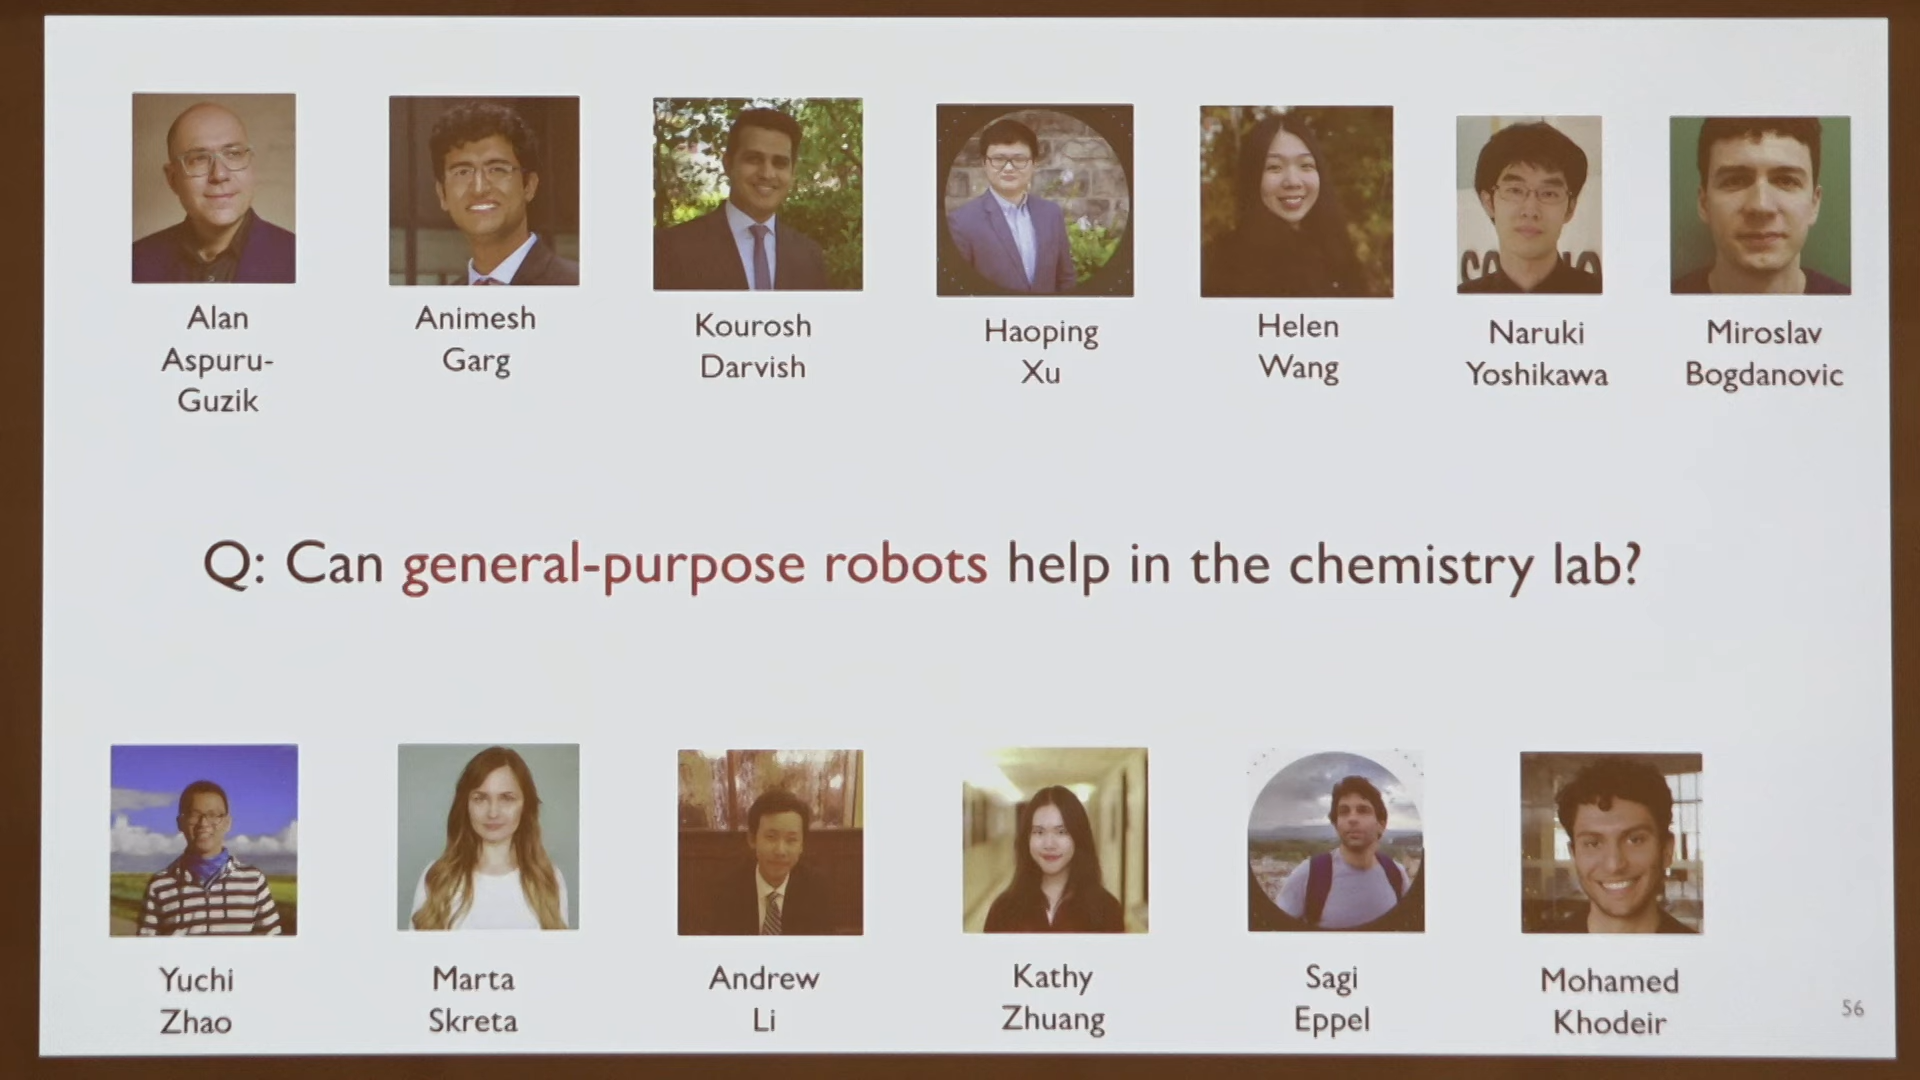 Alan
Aspuru-
Guzik
Animesh
Garg
Kourosh
Darvish
Haoping
Xu
Helen
Wang
Naruki
Yoshikawa
Miroslav
Bogdanovic
Q: Can general-purpose robots help in the chemistry lab?
Yuchi
Zhao
Marta
Skreta
Andrew
Li
Kathy
Zhuang
Sagi
Eppel
Mohamed
Khodeir
56